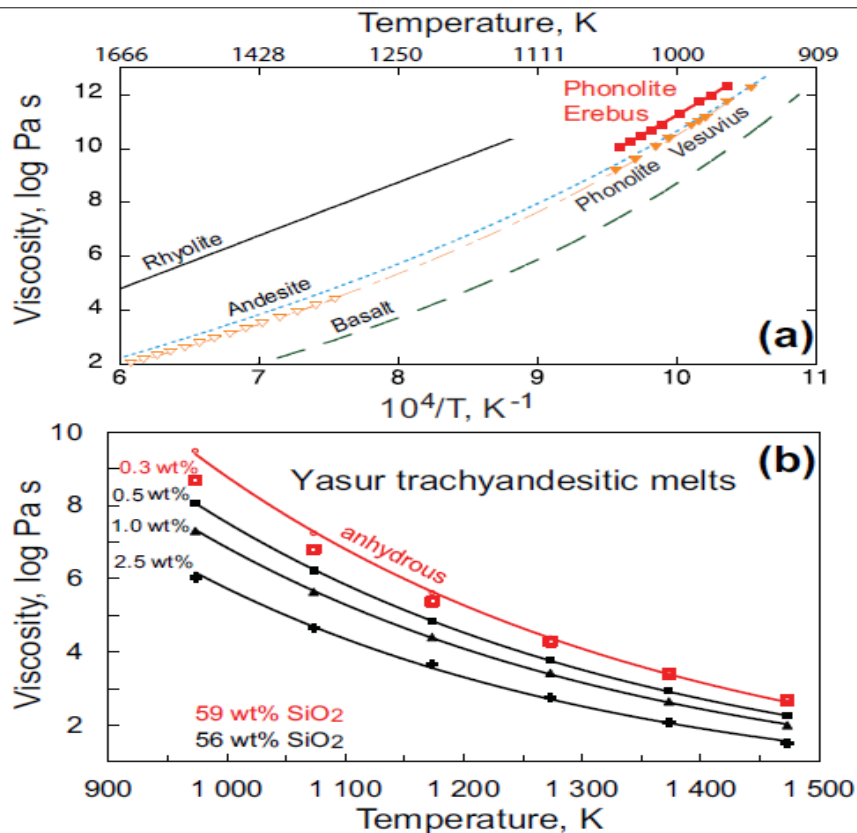 Temperature, K
1666 1428 1250 1111 1000 909
12
10
8
6
4
2
Viscosity, log Pa s
Phonolite
Erebus
Rhyolite
Andesite
Basalt
Phonolite
Vesuvius
(a)
6 7 8 9 10 11
10⁴/T, K⁻¹
10
8
6
4
2
Viscosity, log Pa s
(b)
Yasur trachyandesitic melts
0.3 wt%
0.5 wt%
1.0 wt%
2.5 wt%
anhydrous
59 wt% SiO2
56 wt% SiO2
900 1 000 1 100 1 200 1 300 1 400 1 500
Temperature, K